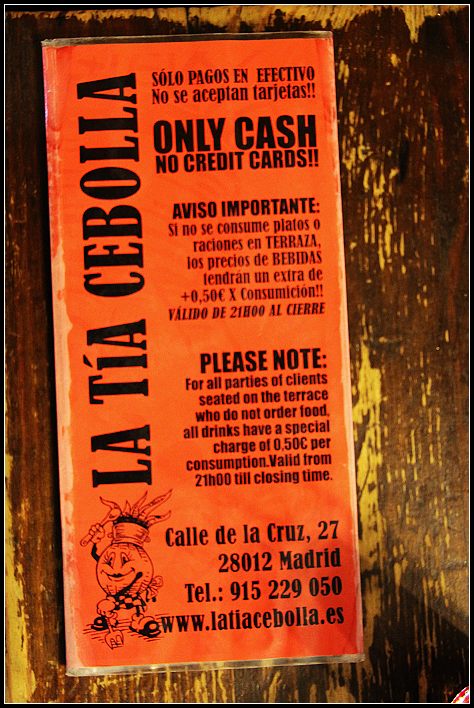 LA TÍA CEBOLLA
SÓLO PAGOS EN EFECTIVO
No se aceptan tarjetas!!
ONLY CASH
NO CREDIT CARDS!!
AVISO IMPORTANTE:
Si no se consume platos o
raciones en TERRAZA,
los precios de BEBIDAS
tendrán un extra de
+0,50€ X Consumición!!
VÁLIDO DE 21H00 AL CIERRE
PLEASE NOTE:
For all parties of clients
seated on the terrace
who do not order food,
all drinks have a special
charge of 0,50€ per
consumption.Valid from
21h00 till closing time.
Calle de la Cruz, 27
28012 Madrid
Tel.: 915 229 050
www.latiacebolla.es